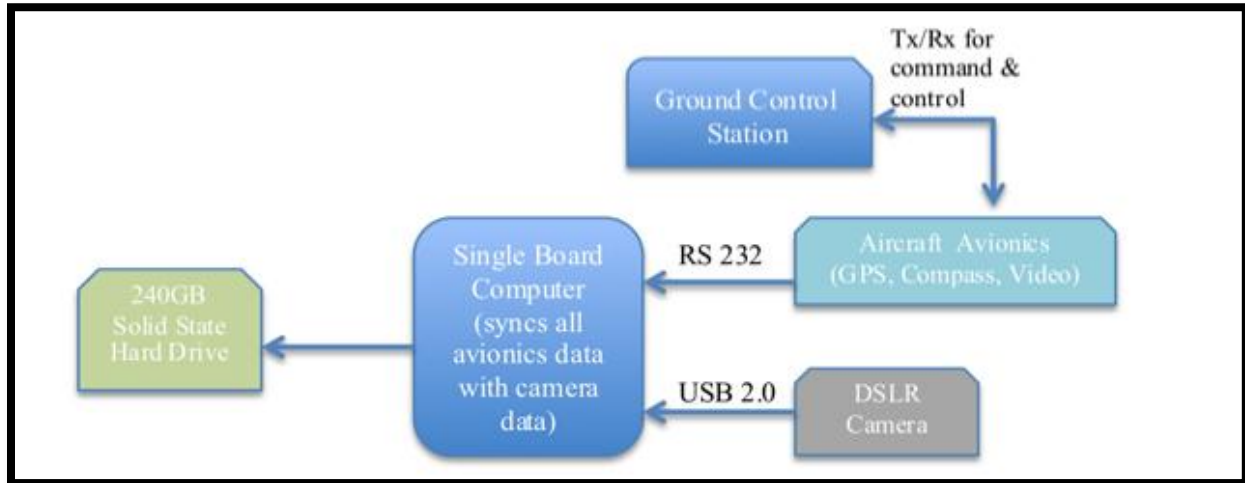 Tx/Rx for
command &
control
Ground Control
Station
Aircraft Avionics
(GPS, Compass, Video)
RS 232
Single Board
Computer
(syncs all
avionics data
with camera
data)
240GB
Solid State
Hard Drive
USB 2.0
DSLR
Camera